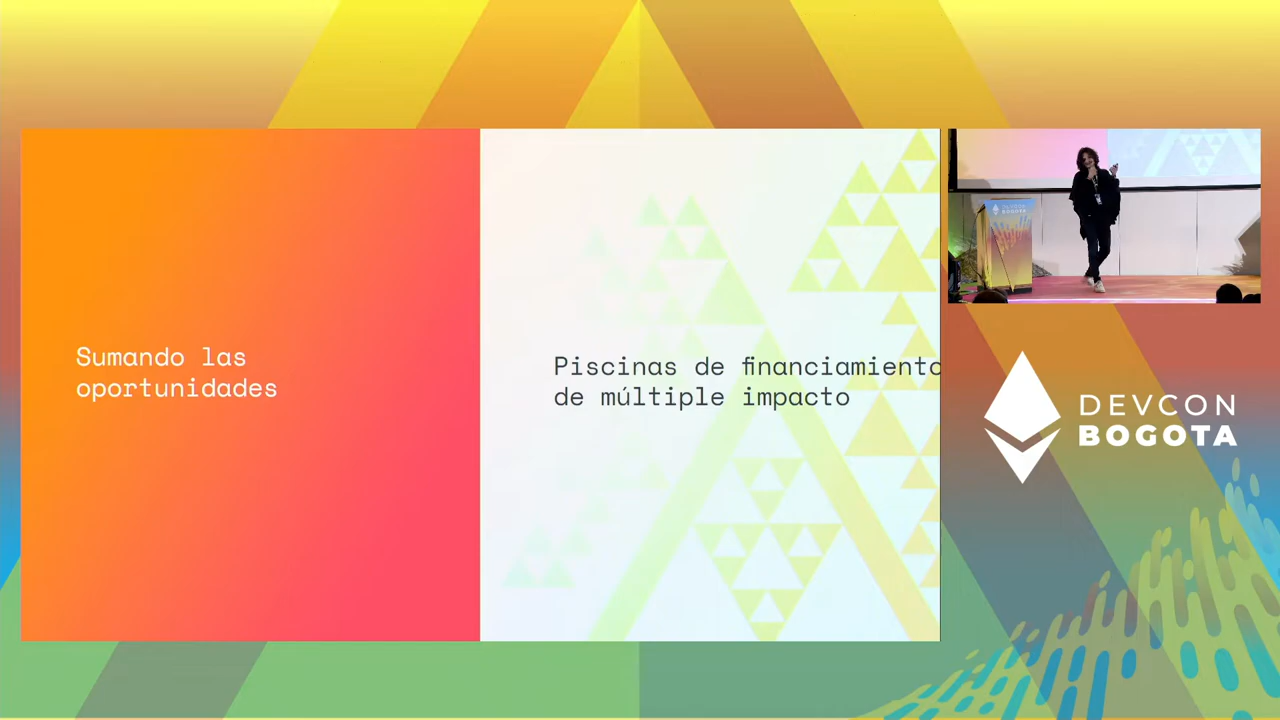 Sumando las
oportunidades
Piscinas de financiamiento
de múltiple impacto
DEVCON
BOGOTA